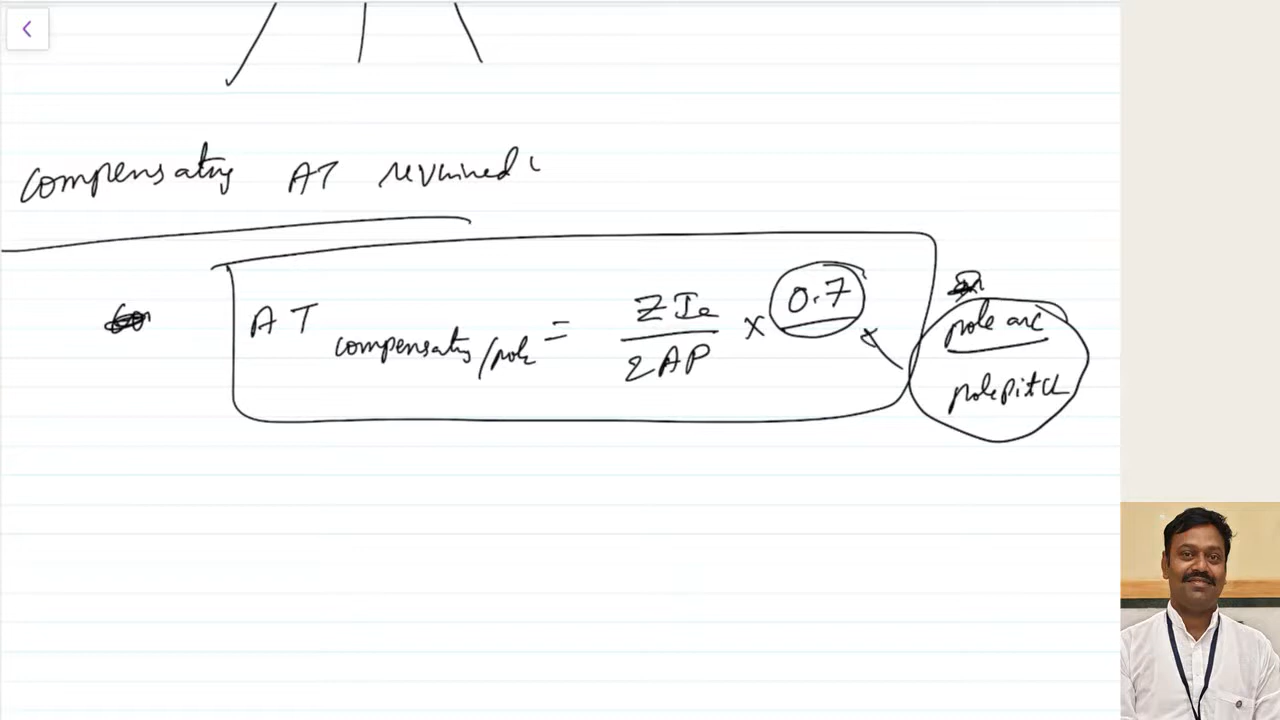 compensating AT required
AT compensating/pole = ZIa / 2AP × 0.7
pole arc
pole pitch